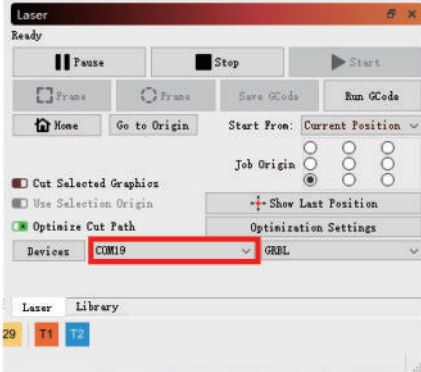 Laser
Ready
Pause Stop Start
Frame Frame Save GCode Run GCode
Home Go to Origin Start From: Current Position
Job Origin
Cut Selected Graphics
Use Selection Origin Show Last Position
Optimize Cut Path Optimization Settings
Devices COM19 GRBL
Laser Library
29 T1 T2